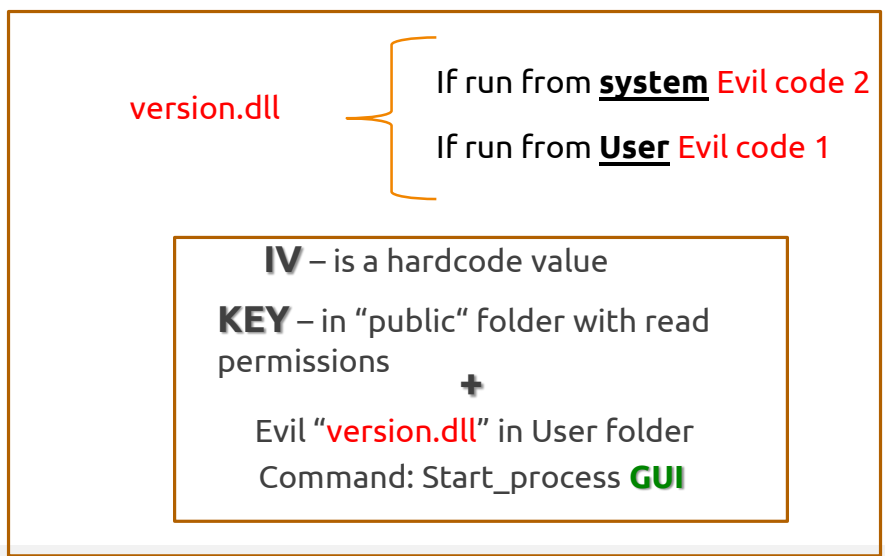 If run from system Evil code 2
version.dll
If run from User Evil code 1
IV – is a hardcode value
KEY – in “public“ folder with read
permissions
+
Evil “version.dll” in User folder
Command: Start_process GUI